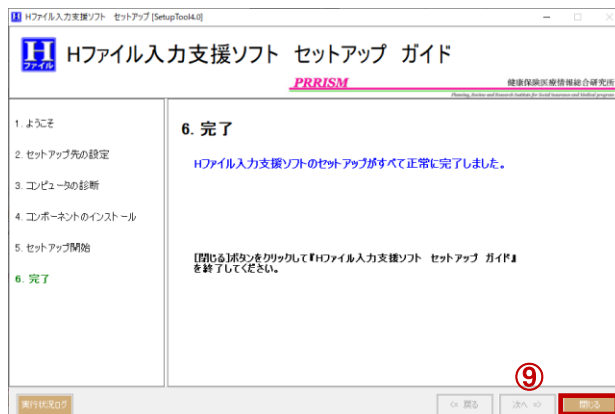 Hファイル入力支援ソフト セットアップ [SetupTool4.0]
H
ファイル
Hファイル入力支援ソフト セットアップ ガイド
PRRISM
健康保険医療情報総合研究所
Planning, Review and Research Institute for Social insurance and Medical program
1. ようこそ
2. セットアップ先の設定
3. コンピュータの診断
4. コンポーネントのインストール
5. セットアップ開始
6. 完了
6. 完了
Hファイル入力支援ソフトのセットアップがすべて正常に完了しました。
[閉じる]ボタンをクリックして『Hファイル入力支援ソフト セットアップ ガイド』
を終了してください。
⑨
実行状況ログ
<= 戻る
次へ =>
閉じる